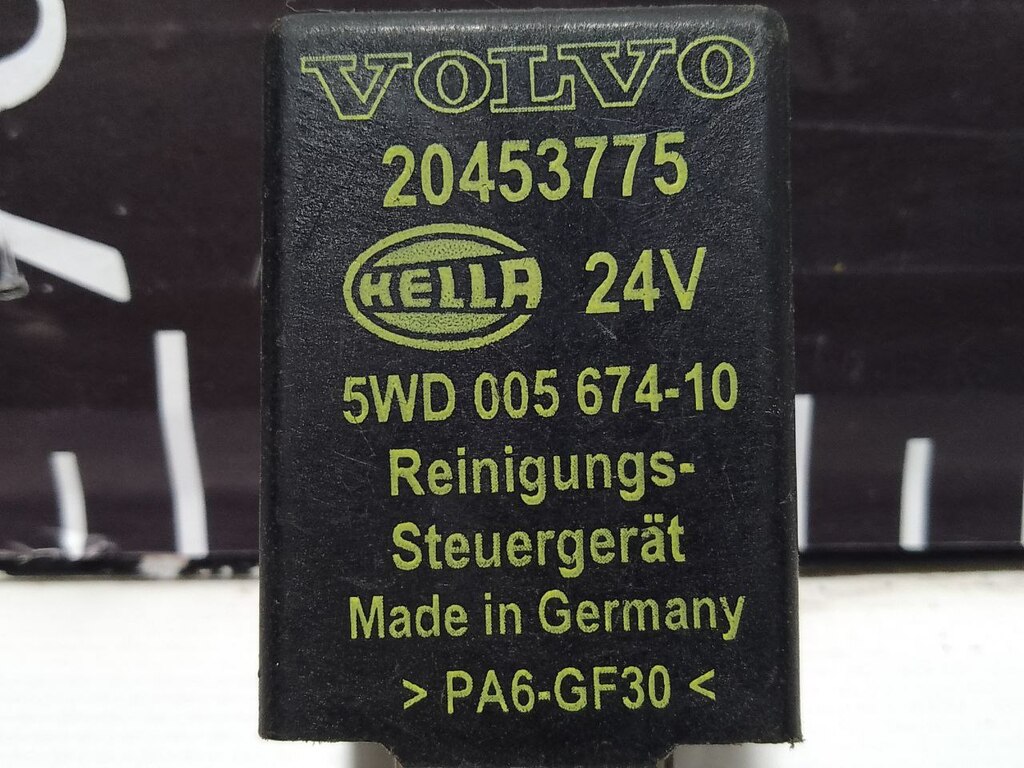 VOLVO
20453775
HELLA 24V
5WD 005 674-10
Reinigungs-
Steuergerät
Made in Germany
> PA6-GF30 <